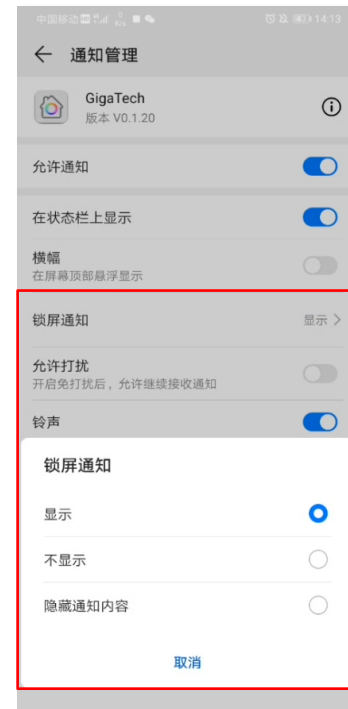 中国移动
14:13
通知管理
GigaTech
版本 V0.1.20
允许通知
在状态栏上显示
横幅
在屏幕顶部悬浮显示
锁屏通知 显示
允许打扰
开启免打扰后，允许继续接收通知
铃声
锁屏通知
显示
不显示
隐藏通知内容
取消